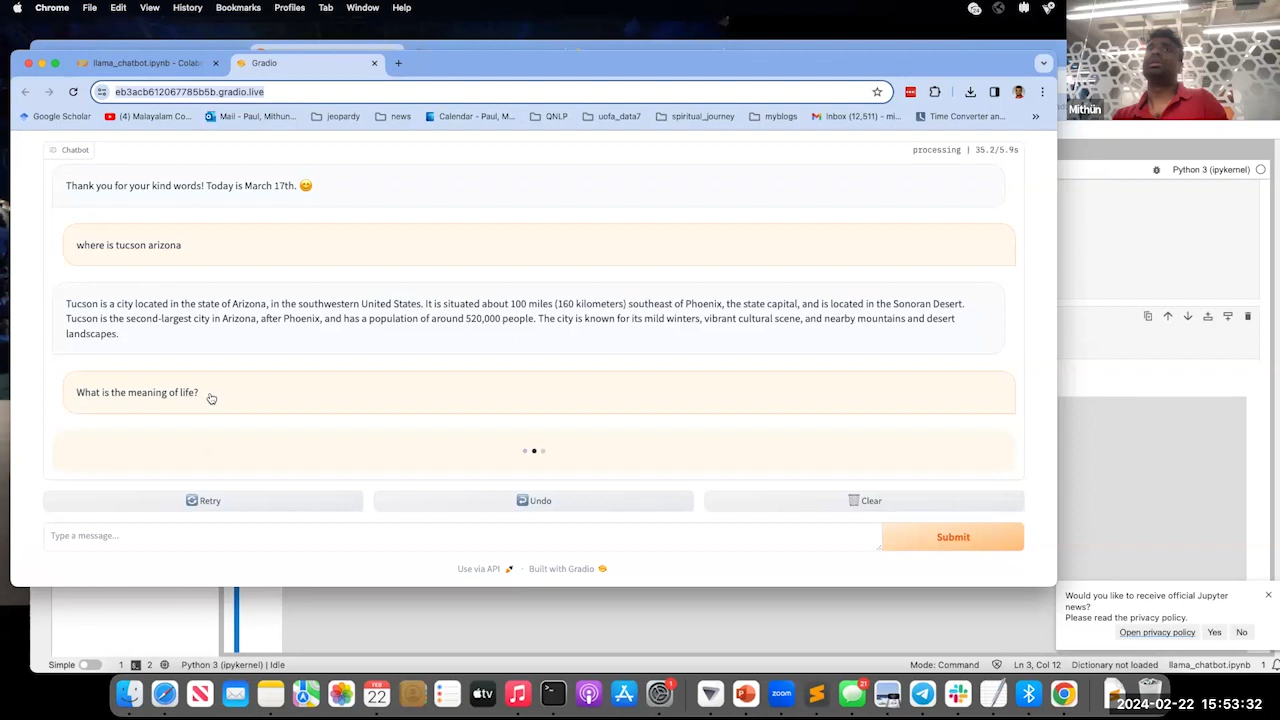 Chrome File Edit View History Bookmarks Profiles Tab Window Help
llama_chatbot.ipynb - Colab
Gradio
eb3acb612067785b5b.gradio.live
Google Scholar (4) Malayalam Co... Mail - Paul, Mithun... jeopardy news Calendar - Paul, M... QNLP uofa_data7 spiritual_journey myblogs Inbox (12,511) – mi... Time Converter an...
Mithün
Chatbot
processing | 35.2/5.9s
Python 3 (ipykernel)
Thank you for your kind words! Today is March 17th. 😊
where is tucson arizona
Tucson is a city located in the state of Arizona, in the southwestern United States. It is situated about 100 miles (160 kilometers) southeast of Phoenix, the state capital, and is located in the Sonoran Desert.
Tucson is the second-largest city in Arizona, after Phoenix, and has a population of around 520,000 people. The city is known for its mild winters, vibrant cultural scene, and nearby mountains and desert
landscapes.
What is the meaning of life?
Retry Undo Clear
Type a message...
Submit
Use via API · Built with Gradio
Would you like to receive official Jupyter
news?
Please read the privacy policy.
Open privacy policy Yes No
Simple 1 2 Python 3 (ipykernel) | Idle Mode: Command Ln 3, Col 12 Dictionary not loaded llama_chatbot.ipynb 1
FEB
22
tv
zoom
21
1
2024-02-22 15:53:32